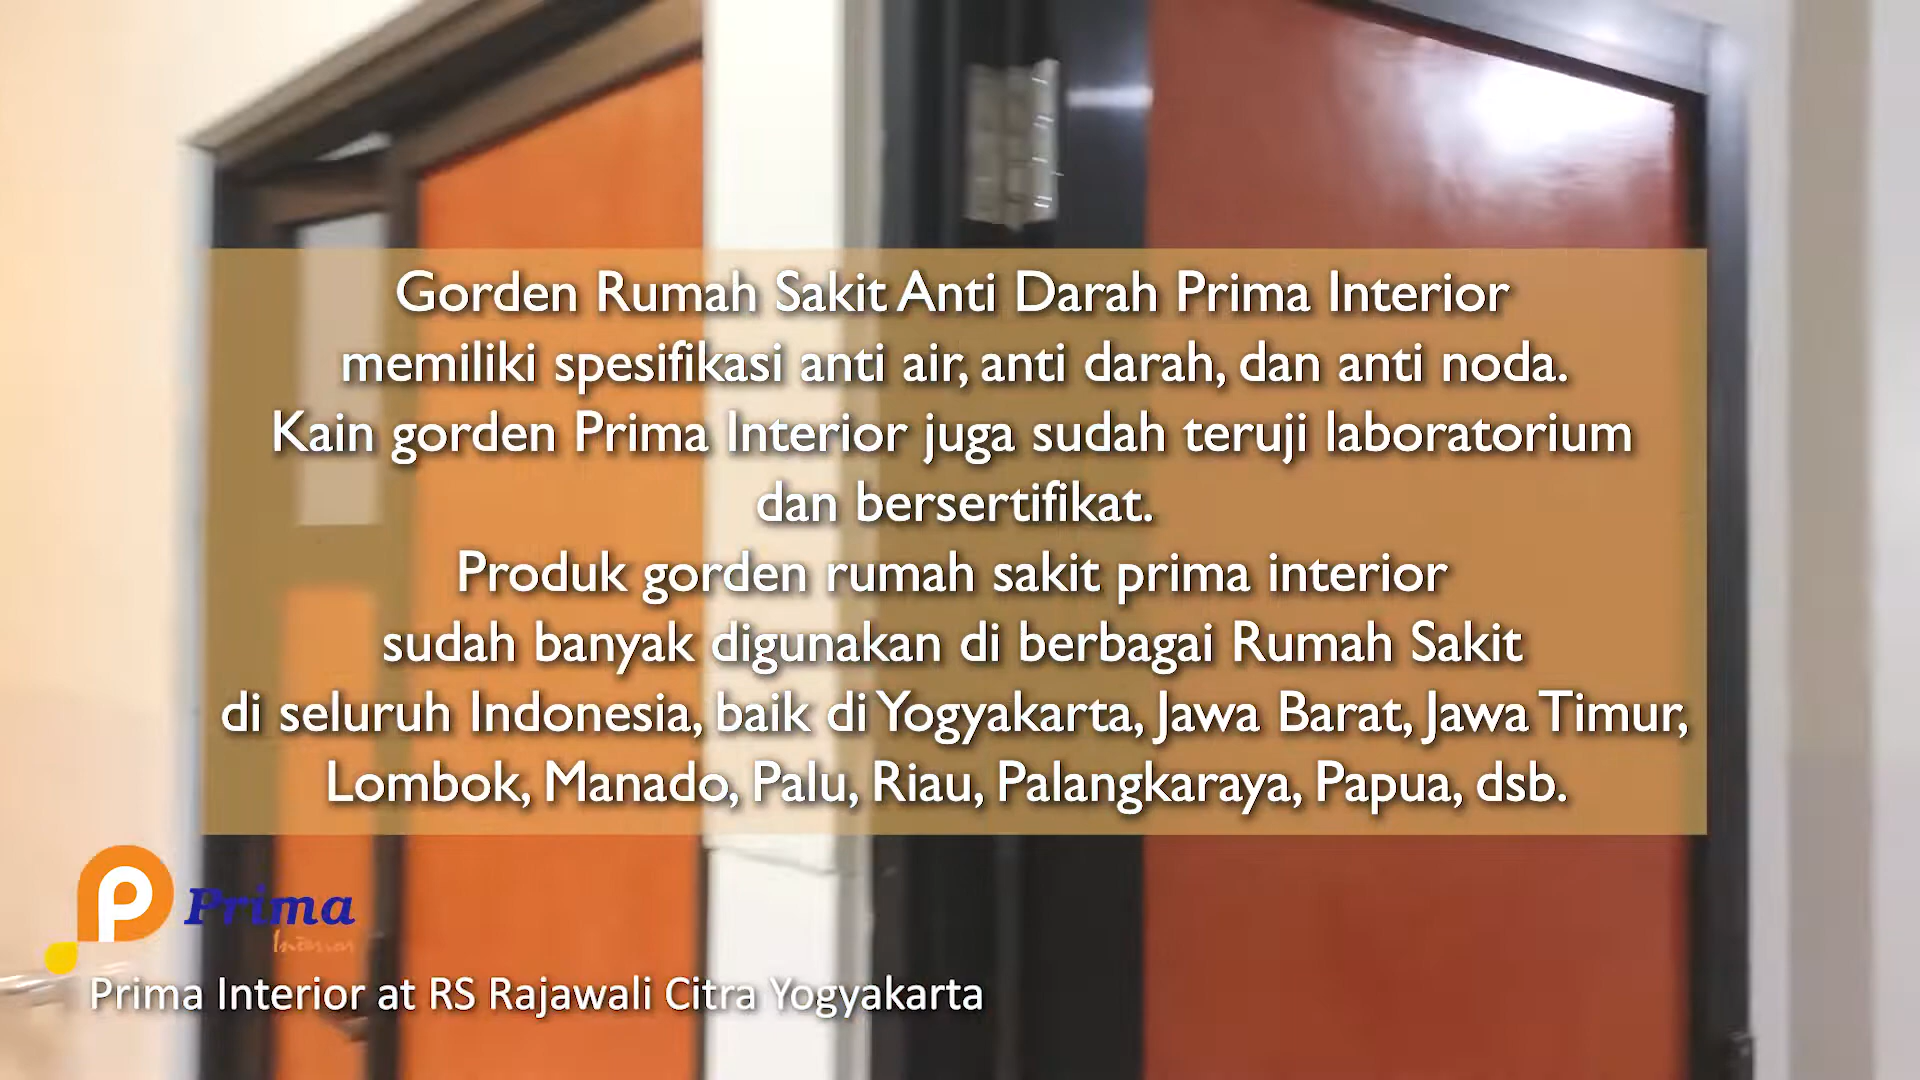 Gorden Rumah Sakit Anti Darah Prima Interior
memiliki spesifikasi anti air, anti darah, dan anti noda.
Kain gorden Prima Interior juga sudah teruji laboratorium
dan bersertifikat.
Produk gorden rumah sakit prima interior
sudah banyak digunakan di berbagai Rumah Sakit
di seluruh Indonesia, baik di Yogyakarta, Jawa Barat, Jawa Timur,
Lombok, Manado, Palu, Riau, Palangkaraya, Papua, dsb.
Prima
Interior
Prima Interior at RS Rajawali Citra Yogyakarta